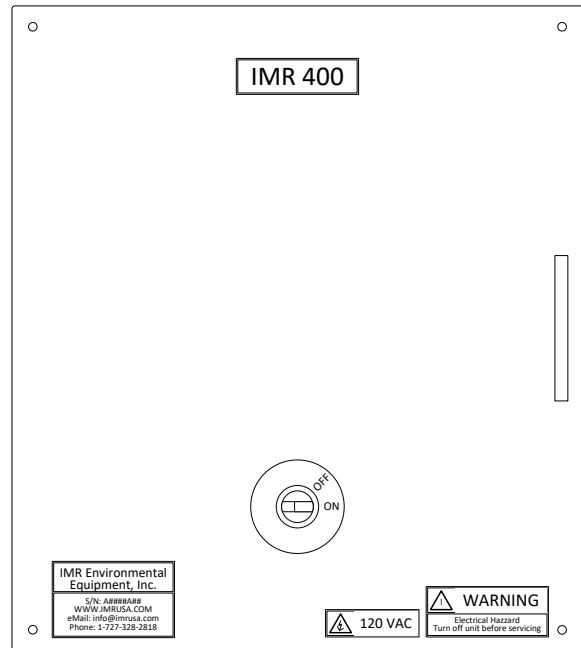 IMR 400
OFF
ON
IMR Environmental
Equipment, Inc.
S/N: A####A##
WWW.IMRUSA.COM
eMail: info@imrusa.com
Phone: 1-727-328-2818
120 VAC
WARNING
Electrical Hazzard
Turn off unit before servicing